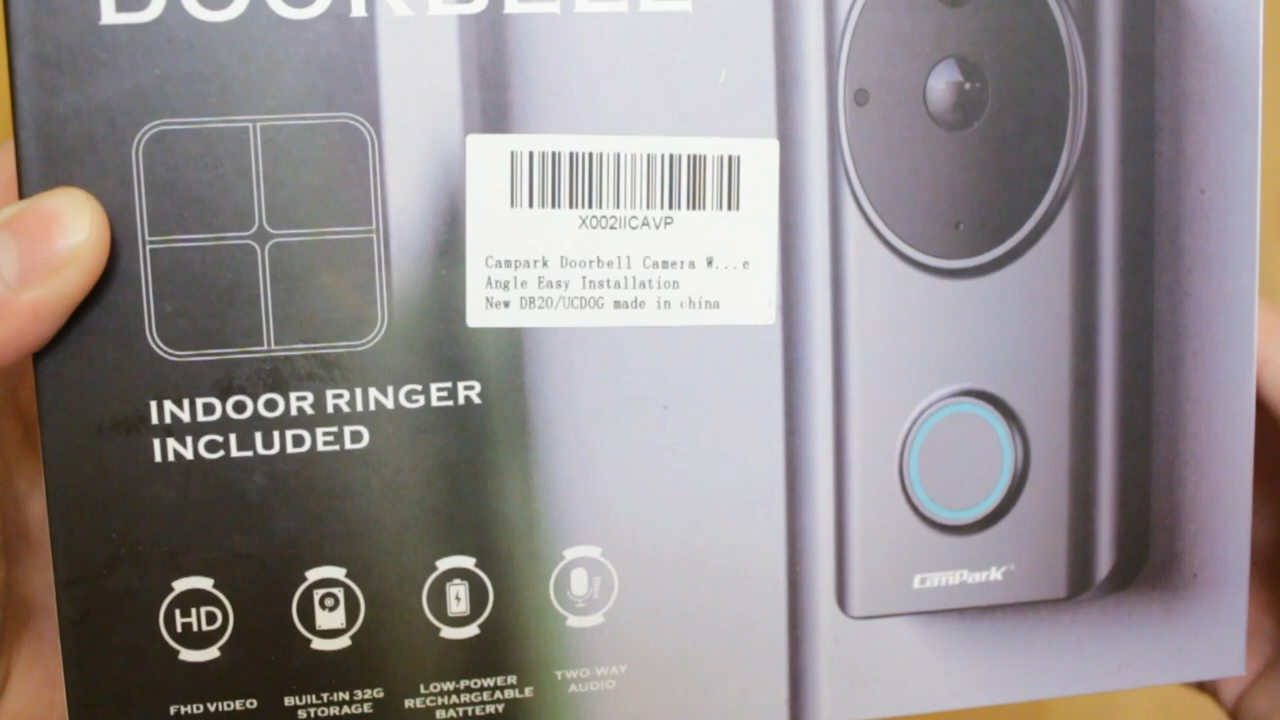 DOORBELL
X002IICAVP
Campark Doorbell Camera W...e
Angle Easy Installation
New DB20/UCDOG made in china
INDOOR RINGER
INCLUDED
HD
FHD VIDEO
BUILT-IN 32G
STORAGE
LOW-POWER
RECHARGEABLE
BATTERY
TWO WAY
AUDIO
CamPark®